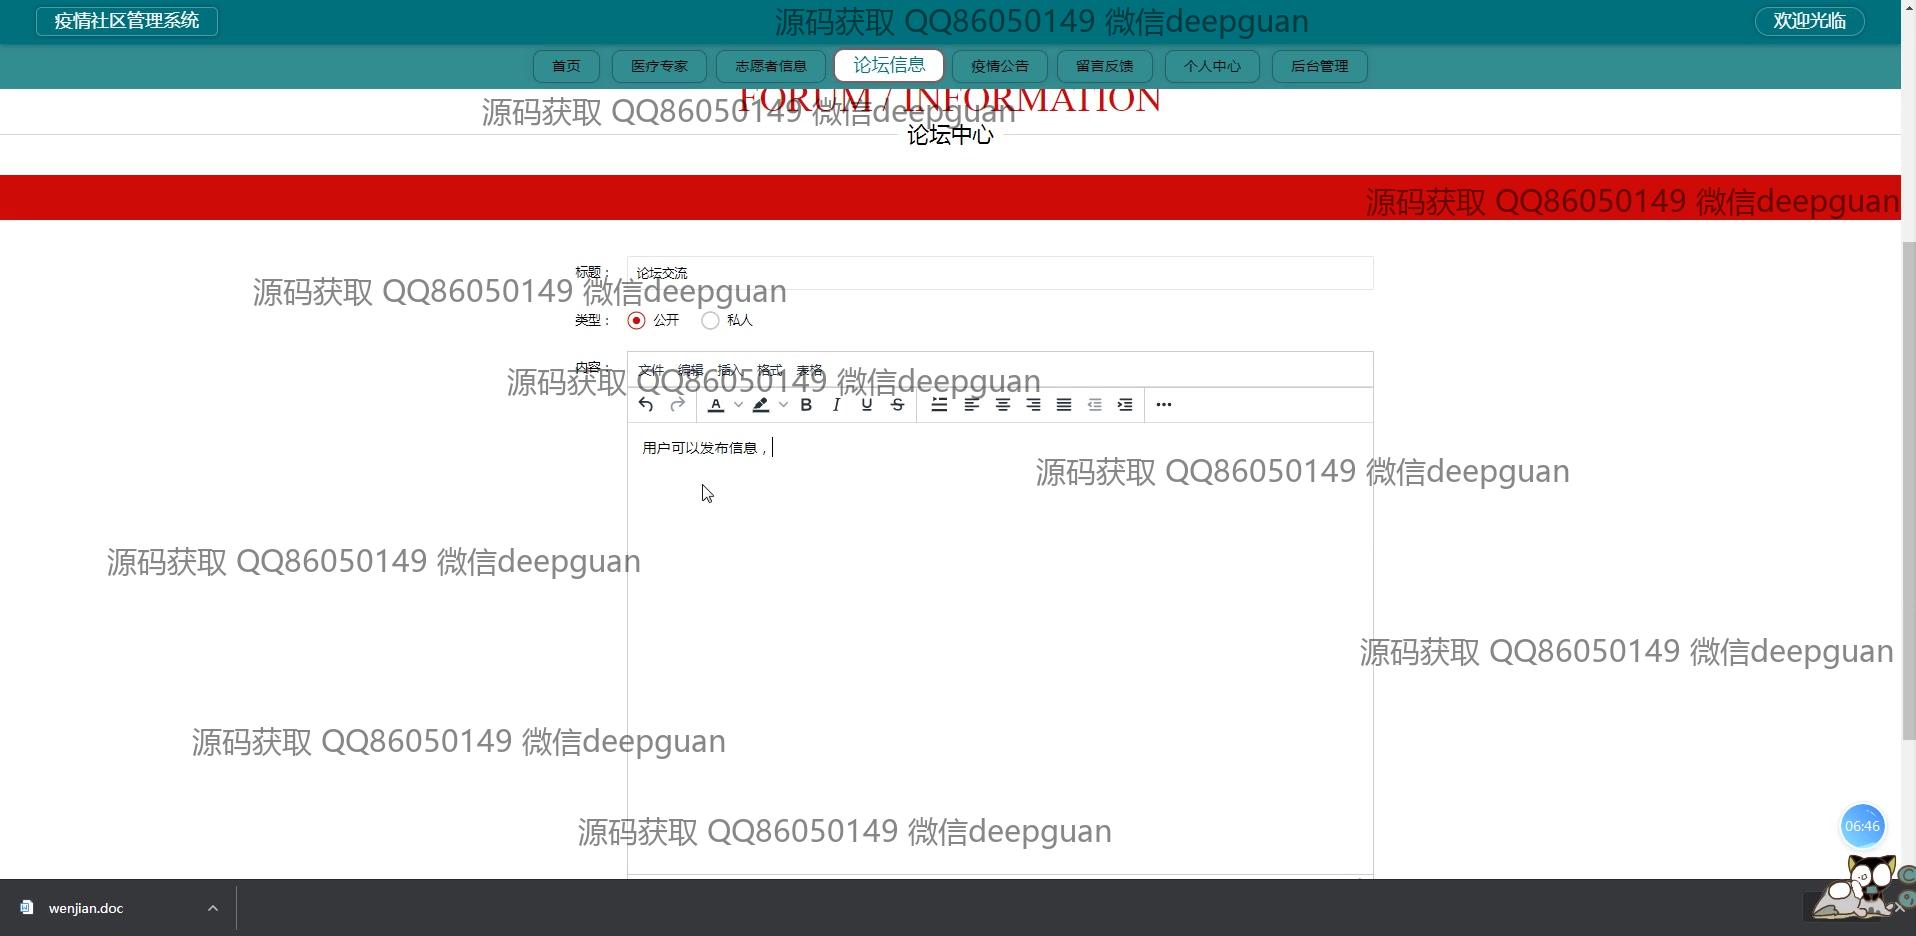 疫情社区管理系统
源码获取 QQ86050149 微信deepguan
欢迎光临
首页 医疗专家 志愿者信息 论坛信息 疫情公告 留言反馈 个人中心 后台管理
FORUM / INFORMATION
源码获取 QQ86050149 微信deepguan
论坛中心
源码获取 QQ86050149 微信deepguan
标题： 论坛交流
源码获取 QQ86050149 微信deepguan
类型： 公开 私人
内容： 文件 编辑 插入 格式 表格
源码获取 QQ86050149 微信deepguan
用户可以发布信息，
源码获取 QQ86050149 微信deepguan
源码获取 QQ86050149 微信deepguan
源码获取 QQ86050149 微信deepguan
源码获取 QQ86050149 微信deepguan
源码获取 QQ86050149 微信deepguan
06:46
wenjian.doc